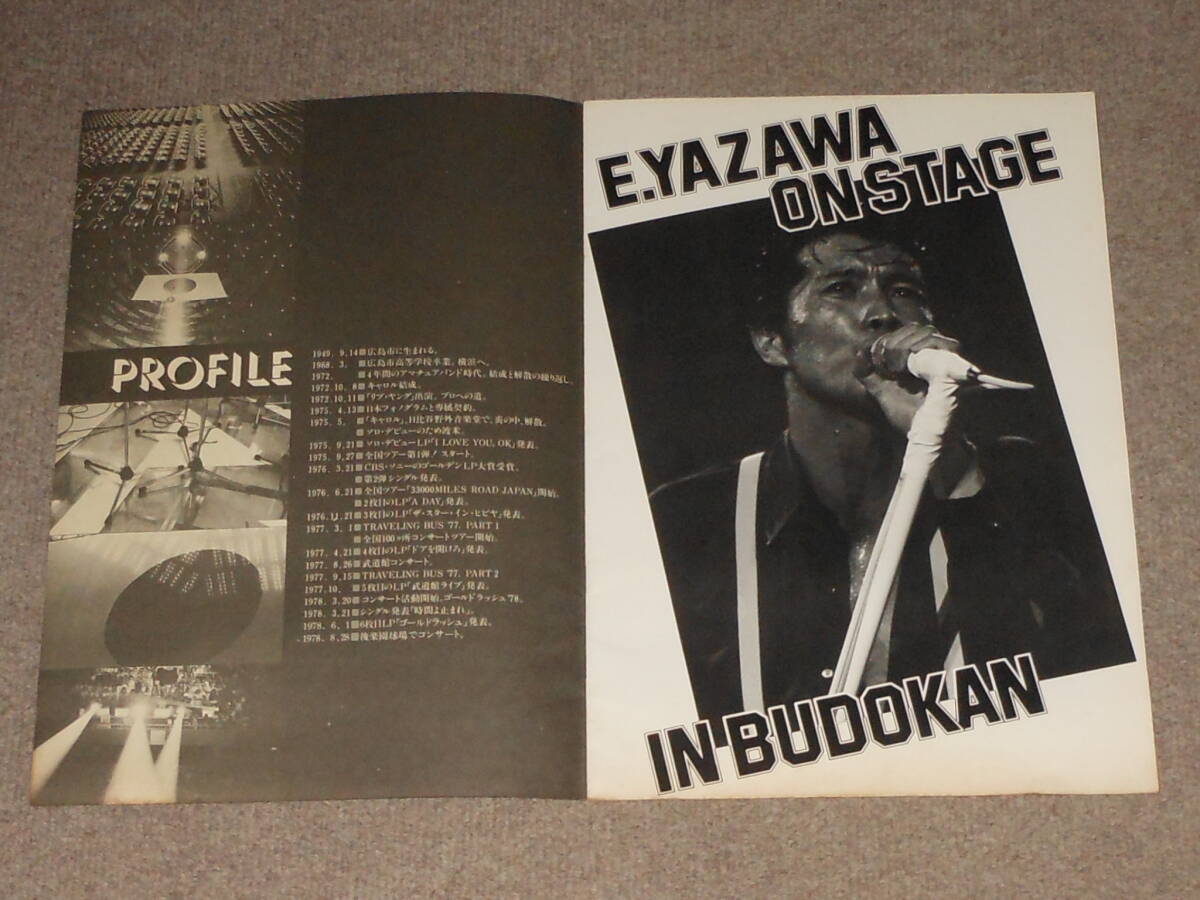 PROFILE
1949. 9.14■広島市に生まれる。
1968. 3. ■広島市高等学校卒業。横浜へ。
1972. ■4年間のアマチュアバンド時代。結成と解散の繰り返し。
1972.10. 8■キャロル結成。
1972.10.11■「リブ・ヤング」出演。プロへの道。
1975. 4.13■日本フォノグラムと専属契約。
1975. 5. ■「キャロル」、日比谷野外音楽堂で、炎の中、解散。
■ソロ・デビューのため渡米。
1975. 9.21■ソロ・デビューLP「I LOVE YOU, OK」発表。
1975. 9.27■全国ツアー第1弾！スタート。
1976. 3.21■CBS・ソニーのゴールデンLP大賞受賞。
■第2弾シングル発表。
1976. 6.21■全国ツアー「33000MILES ROAD JAPAN」開始。
■2枚目のLP「A DAY」発表。
1976. 11.21■3枚目のLP「ザ・スター・イン・ヒビヤ」発表。
1977. 3. 1■TRAVELING BUS '77. PART 1
■全国100ヶ所コンサートツアー開始。
1977. 4.21■4枚目のLP「ドアを開けろ」発表。
1977. 8.26■武道館コンサート。
1977. 9.15■TRAVELING BUS '77. PART 2
1977.10. ■5枚目のLP「武道館ライブ」発表。
1978. 3.20■コンサート活動開始。ゴールドラッシュ'78。
1978. 3.21■シングル発表「時間よ止まれ」。
1978. 6. 1■6枚目LP「ゴールドラッシュ」発表。
1978. 8.28■後楽園球場でコンサート。
E.YAZAWA
ON STAGE
IN BUDOKAN